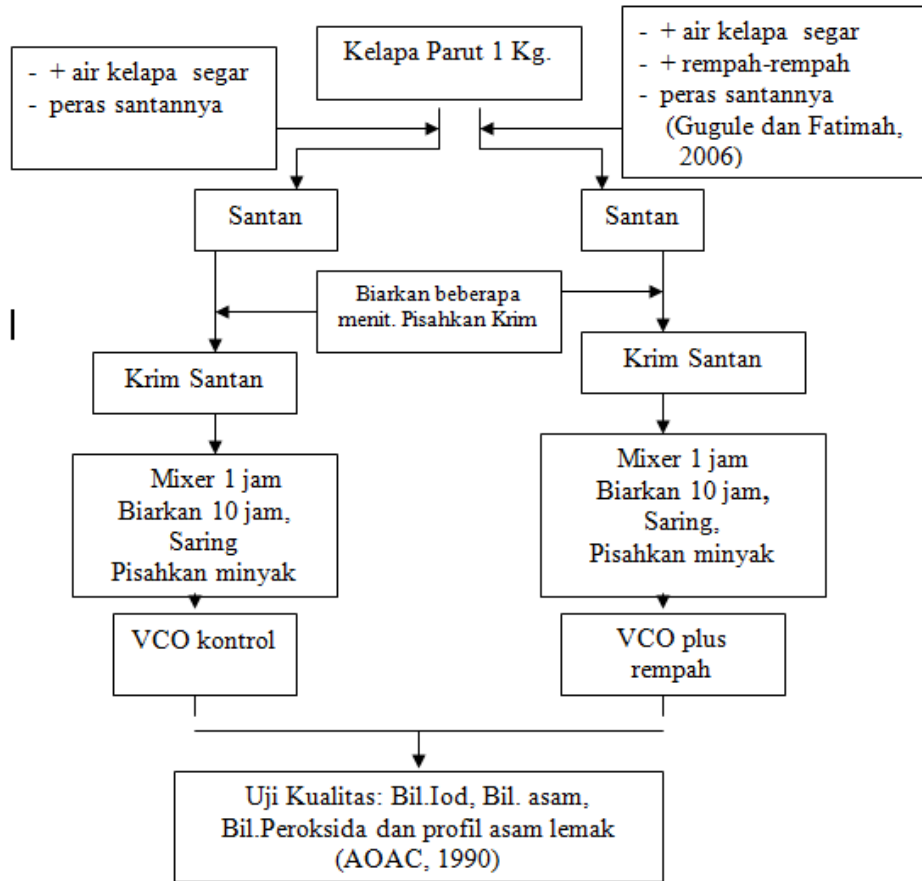 Kelapa Parut 1 Kg.
- + air kelapa segar
- peras santannya
- + air kelapa segar
- + rempah-rempah
- peras santannya
(Gugule dan Fatimah,
2006)
Santan
Santan
Biarkan beberapa
menit. Pisahkan Krim
Krim Santan
Krim Santan
Mixer 1 jam
Biarkan 10 jam,
Saring
Pisahkan minyak
Mixer 1 jam
Biarkan 10 jam,
Saring,
Pisahkan minyak
VCO kontrol
VCO plus
rempah
Uji Kualitas: Bil.Iod, Bil. asam,
Bil.Peroksida dan profil asam lemak
(AOAC, 1990)